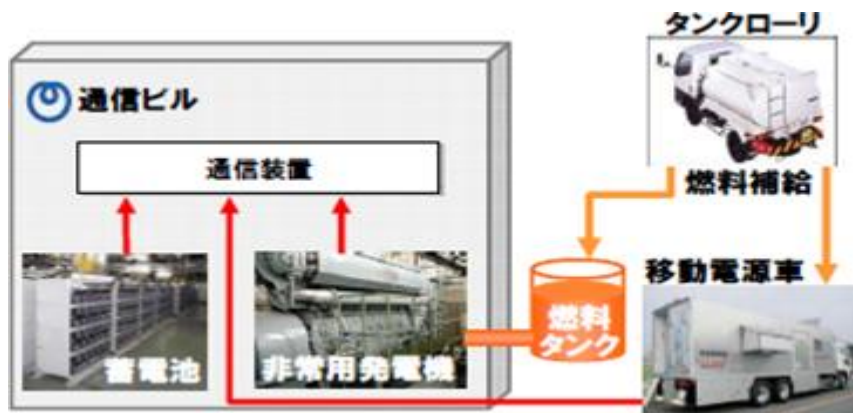 タンクローリ
通信ビル
通信装置
燃料補給
移動電源車
燃料
タンク
蓄電池
非常用発電機